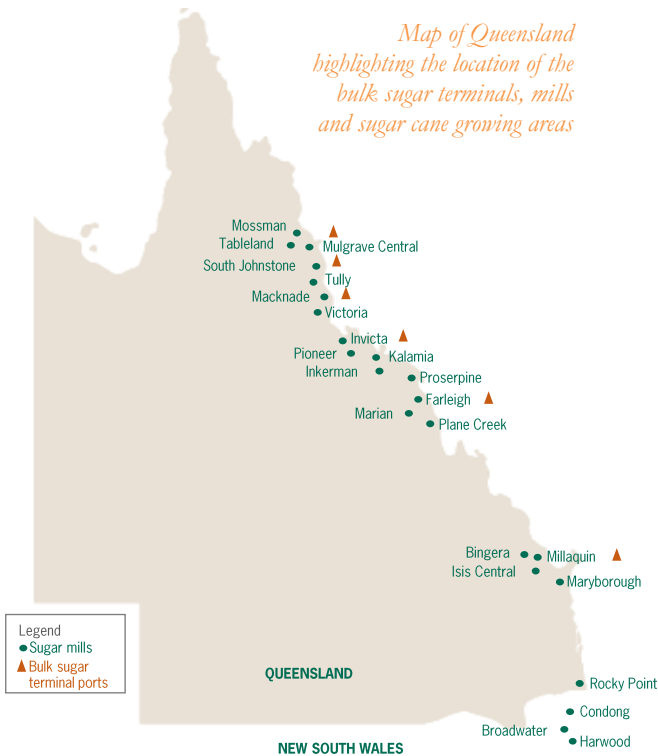 Map of Queensland
highlighting the location of the
bulk sugar terminals, mills
and sugar cane growing areas
Mossman
Tableland
Mulgrave Central
South Johnstone
Tully
Macknade
Victoria
Invicta
Pioneer
Kalamia
Inkerman
Proserpine
Farleigh
Marian
Plane Creek
Bingera
Millaquin
Isis Central
Maryborough
Legend
Sugar mills
Bulk sugar
terminal ports
QUEENSLAND
Rocky Point
Condong
Broadwater
Harwood
NEW SOUTH WALES